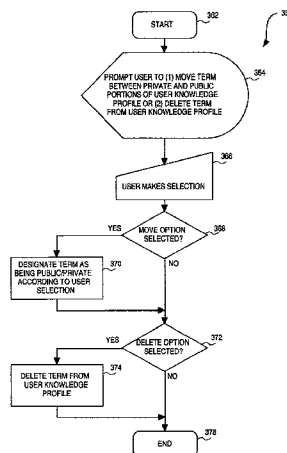 362
START
35
PROMPT USER TO (1) MOVE TERM
BETWEEN PRIVATE AND PUBLIC
PORTIONS OF USER KNOWLEDGE
PROFILE OR (2) DELETE TERM
FROM USER KNOWLEDGE PROFILE
364
366
USER MAKES SELECTION
YES
MOVE OPTION
SELECTED?
368
DESIGNATE TERM AS
BEING PUBLIC/PRIVATE
ACCORDING TO USER
SELECTION
370
NO
YES
DELETE OPTION
SELECTED?
372
DELETE TERM FROM
USER KNOWLEDGE
PROFILE
374
NO
END
378